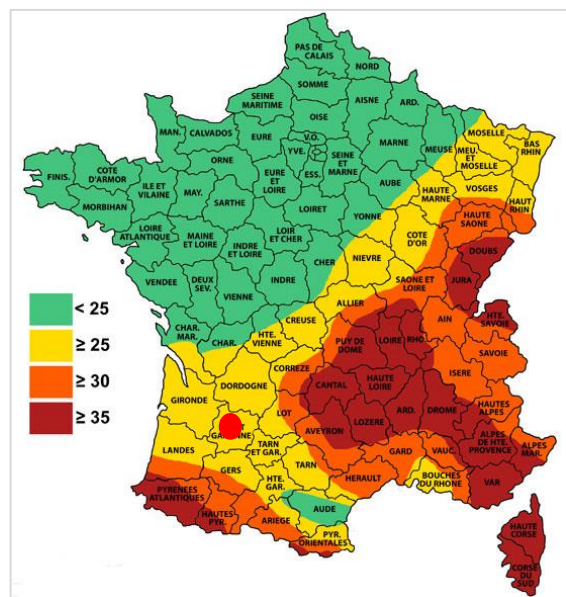 PAS DE
CALAIS
NORD
SOMME
SEINE
MARITIME
AISNE
ARD.
OISE
MAN.
CALVADOS
EURE
V.O.
YVE.
ESS.
SEINE
ET
MARNE
MARNE
MEUSE
MOSELLE
MEU.
ET
MOSELLE
BAS
RHIN
FINIS.
COTE
D'ARMOR
MORBIHAN
ILE ET
VILAINE
ORNE
MAY.
SARTHE
EURE
ET
LOIRE
LOIRET
AUBE
YONNE
HAUTE
MARNE
VOSGES
HAUT
RHIN
LOIRE
ATLANTIQUE
MAINE
ET LOIRE
INDRE
ET LOIRE
LOIR
ET CHER
CHER
NIEVRE
COTE
D'OR
HAUTE
SAONE
DOUBS
JURA
VENDEE
DEUX
SEV.
VIENNE
INDRE
ALLIER
SAONE ET
LOIRE
AIN
HTE.
SAVOIE
CHAR.
MAR.
CHAR.
HTE.
VIENNE
CREUSE
PUY DE
DOME
LOIRE
RHO.
SAVOIE
ISERE
GIRONDE
DORDOGNE
CORREZE
CANTAL
HAUTE
LOIRE
ARD.
DROME
HAUTES
ALPES
LOT
AVEYRON
LOZERE
LANDES
TARN
ET GAR.
TARN
GARD
VAUC.
ALPES
DE HTE.
PROVENCE
ALPES
MAR.
GERS
HTE.
GAR.
HERAULT
BOUCHES
DU RHONE
VAR
PYRENEES
ATLANTIQUES
HAUTES
PYR.
ARIEGE
AUDE
PYR.
ORIENTALES
HAUTE
CORSE
CORSE
DU
SUD
< 25
≥ 25
≥ 30
≥ 35